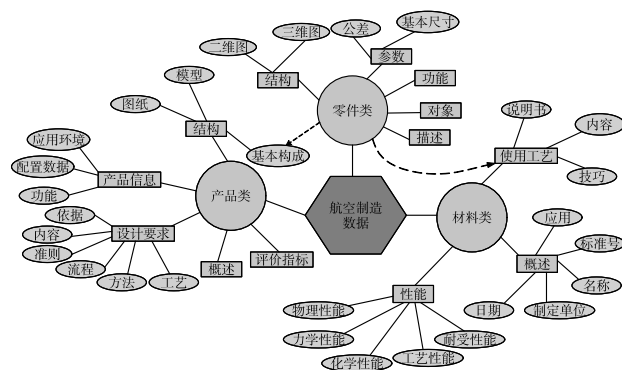 公差
基本尺寸
三维图
二维图
参数
结构
模型
功能
零件类
图纸
对象
说明书
结构
描述
内容
应用环境
基本构成
使用工艺
配置数据
产品信息
技巧
功能
产品类
航空制造
数据
材料类
依据
应用
内容
设计要求
标准号
准则
评价指标
概述
流程
概述
方法
工艺
名称
性能
物理性能
日期
制定单位
力学性能
耐受性能
化学性能
工艺性能